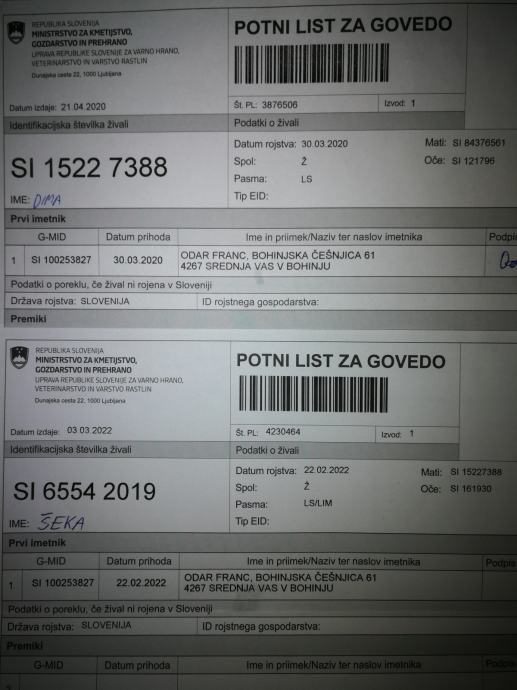 REPUBLIKA SLOVENIJA
MINISTRSTVO ZA KMETIJSTVO,
GOZDARSTVO IN PREHRANO
UPRAVA REPUBLIKE SLOVENIJE ZA VARNO HRANO,
VETERINARSTVO IN VARSTVO RASTLIN
Dunajska cesta 22, 1000 Ljubljana
POTNI LIST ZA GOVEDO
Datum izdaje: 21.04.2020
Št. PL: 3876506
Izvod: 1
Identifikacijska številka živali
Podatki o živali
SI 1522 7388
IME: DIMA
Datum rojstva: 30.03.2020
Mati: SI 84376561
Spol: Ž
Oče: SI 121796
Pasma: LS
Tip EID:
Prvi imetnik
G-MID Datum prihoda Ime in priimek/Naziv ter naslov imetnika Podpis
1 SI 100253827 30.03.2020 ODAR FRANC, BOHINJSKA ČEŠNJICA 61
4267 SREDNJA VAS V BOHINJU
Podatki o poreklu, če žival ni rojena v Sloveniji
Država rojstva: SLOVENIJA ID rojstnega gospodarstva:
Premiki
REPUBLIKA SLOVENIJA
MINISTRSTVO ZA KMETIJSTVO,
GOZDARSTVO IN PREHRANO
UPRAVA REPUBLIKE SLOVENIJE ZA VARNO HRANO,
VETERINARSTVO IN VARSTVO RASTLIN
Dunajska cesta 22, 1000 Ljubljana
POTNI LIST ZA GOVEDO
Datum izdaje: 03.03.2022
Št. PL: 4230464
Izvod: 1
Identifikacijska številka živali
Podatki o živali
SI 6554 2019
IME: ŠEKA
Datum rojstva: 22.02.2022
Mati: SI 15227388
Spol: Ž
Oče: SI 161930
Pasma: LS/LIM
Tip EID:
Prvi imetnik
G-MID Datum prihoda Ime in priimek/Naziv ter naslov imetnika Podpis
1 SI 100253827 22.02.2022 ODAR FRANC, BOHINJSKA ČEŠNJICA 61
4267 SREDNJA VAS V BOHINJU
Podatki o poreklu, če žival ni rojena v Sloveniji
Država rojstva: SLOVENIJA ID rojstnega gospodarstva:
Premiki
G-MID Datum prihoda Ime in priimek/Naziv ter naslov imetnika Podpis